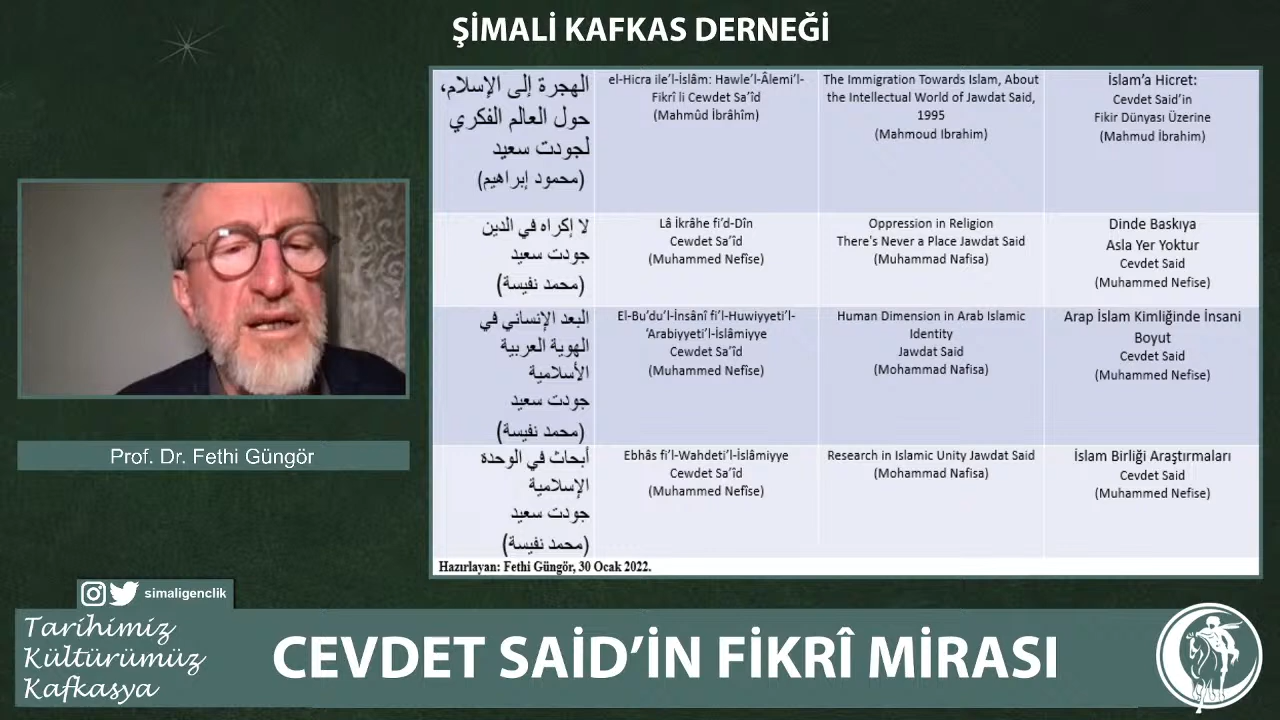 ŞİMALİ KAFKAS DERNEĞİ
الهجرة إلى الإسلام،
حول العالم الفكري
لجودت سعيد
(محمود إبراهيم)
el-Hicra ile’l-İslâm: Hawle’l-Âlemi’l-
Fikrî li Cewdet Sa’îd
(Mahmûd İbrâhîm)
The Immigration Towards Islam, About
the Intellectual World of Jawdat Said,
1995
(Mahmoud Ibrahim)
İslam’a Hicret:
Cevdet Said’in
Fikir Dünyası Üzerine
(Mahmud İbrahim)
لا إكراه في الدين
جودت سعيد
(محمد نفيسة)
Lâ İkrâhe fi’d-Dîn
Cewdet Sa’îd
(Muhammed Nefîse)
Oppression in Religion
There's Never a Place Jawdat Said
(Muhammad Nafisa)
Dinde Baskıya
Asla Yer Yoktur
Cevdet Said
(Muhammed Nefise)
البعد الإنساني في
الهوية العربية
الأسلامية
جودت سعيد
(محمد نفيسة)
El-Bu’du’l-İnsânî fi’l-Huwiyyeti’l-
‘Arabiyyeti’l-İslâmiyye
Cewdet Sa’îd
(Muhammed Nefîse)
Human Dimension in Arab Islamic
Identity
Jawdat Said
(Mohammad Nafisa)
Arap İslam Kimliğinde İnsani
Boyut
Cevdet Said
(Muhammed Nefise)
أبحاث في الوحدة
الإسلامية
جودت سعيد
(محمد نفيسة)
Ebhâs fi’l-Wahdeti’l-İslâmiyye
Cewdet Sa’îd
(Muhammed Nefîse)
Research in Islamic Unity Jawdat Said
(Mohammad Nafisa)
İslam Birliği Araştırmaları
Cevdet Said
(Muhammed Nefise)
Hazırlayan: Fethi Güngör, 30 Ocak 2022.
Prof. Dr. Fethi Güngör
simaligenclik
Tarihimiz
Kültürümüz
Kafkasya
CEVDET SAİD’İN FİKRÎ MİRASI